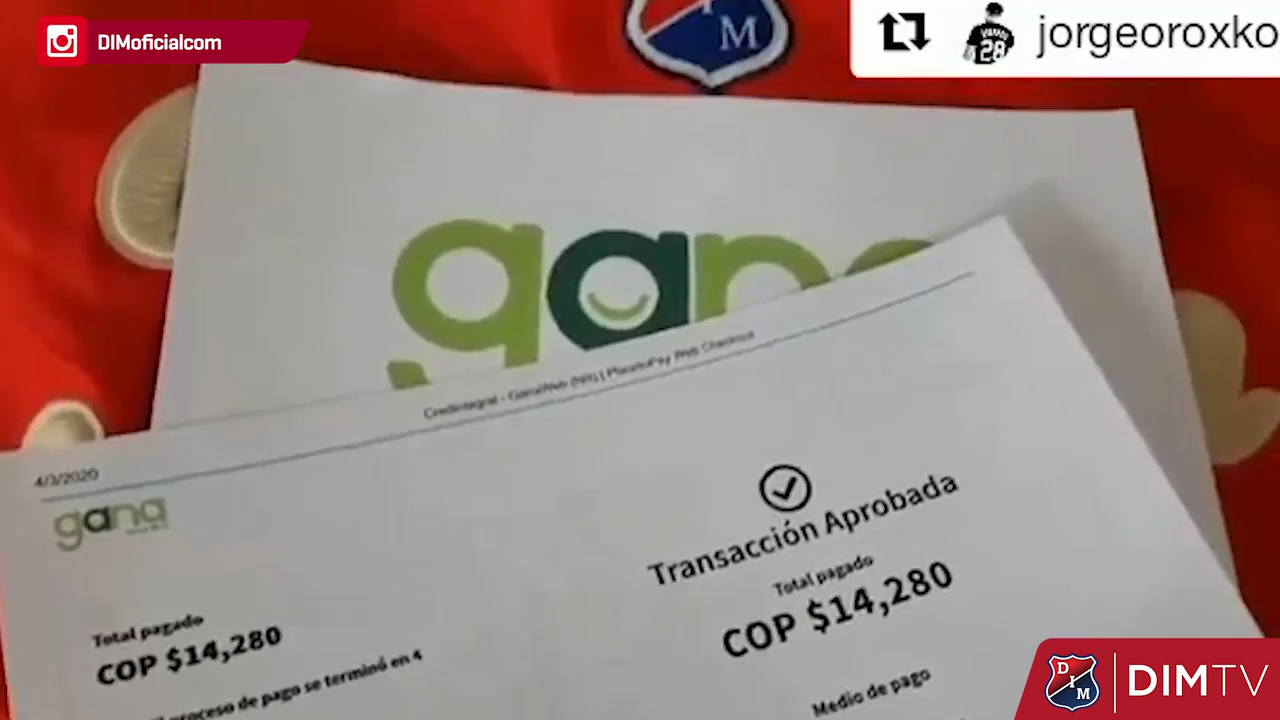 DIMoficialcom
jorgeoroxko
28
I M
gana
Credintegral - GanaWeb (NR) | PlacetoPay Web Checkout
4/3/2020
gana
Transacción Aprobada
Total pagado
COP $14,280
Total pagado
COP $14,280
proceso de pago se terminó en 4
Medio de pago
D I M
DIMTV